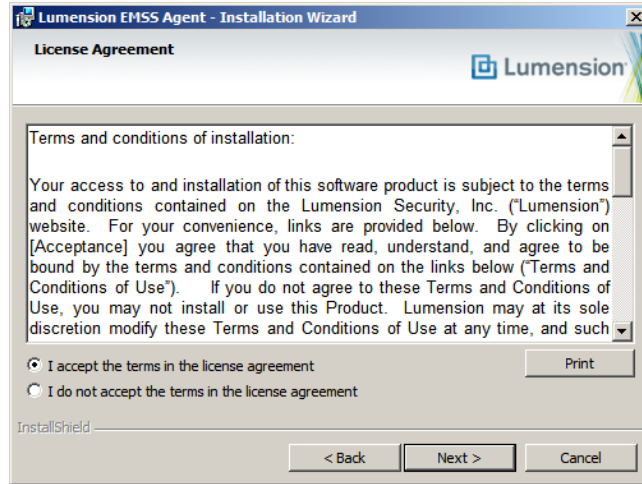 Lumension EMSS Agent - Installation Wizard
License Agreement
Lumension
Terms and conditions of installation:
Your access to and installation of this software product is subject to the terms
and conditions contained on the Lumension Security, Inc. (“Lumension”)
website. For your convenience, links are provided below. By clicking on
[Acceptance] you agree that you have read, understand, and agree to be
bound by the terms and conditions contained on the links below (“Terms and
Conditions of Use”). If you do not agree to these Terms and Conditions of
Use, you may not install or use this Product. Lumension may at its sole
discretion modify these Terms and Conditions of Use at any time, and such
I accept the terms in the license agreement
Print
I do not accept the terms in the license agreement
InstallShield
< Back Next > Cancel